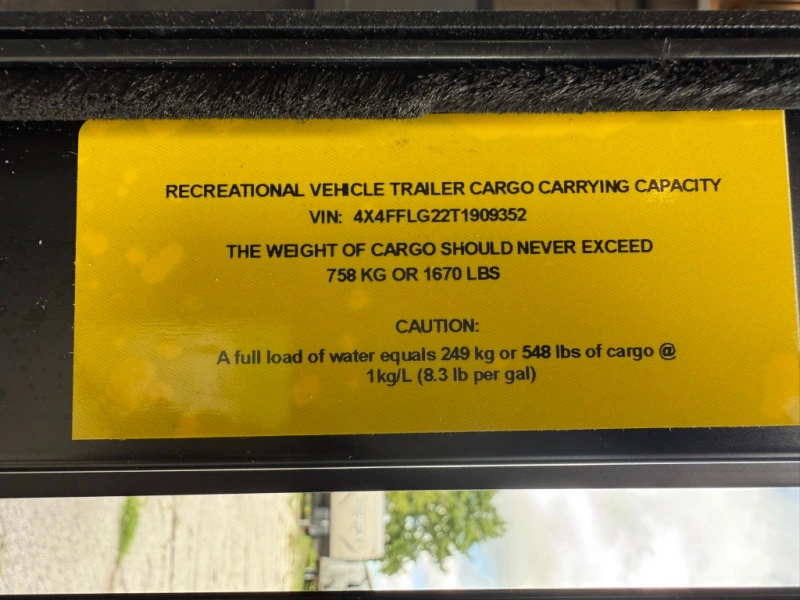 RECREATIONAL VEHICLE TRAILER CARGO CARRYING CAPACITY
VIN: 4X4FFLG22T1909352
THE WEIGHT OF CARGO SHOULD NEVER EXCEED
758 KG OR 1670 LBS
CAUTION:
A full load of water equals 249 kg or 548 lbs of cargo @
1kg/L (8.3 lb per gal)